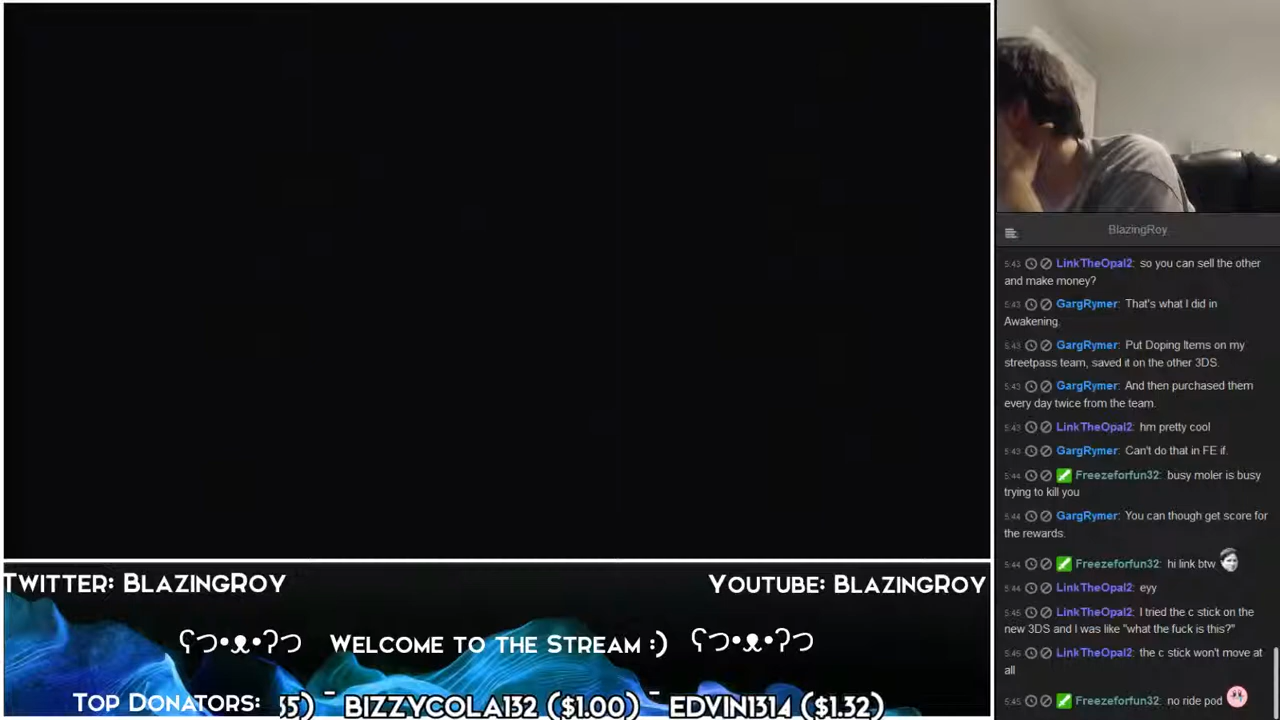 BlazingRoy
5:43 LinkTheOpal2: so you can sell the other
and make money?
5:43 GargRymer: That's what I did in
Awakening.
5:43 GargRymer: Put Doping Items on my
streetpass team, saved it on the other 3DS.
5:43 GargRymer: And then purchased them
every day twice from the team.
5:43 LinkTheOpal2: hm pretty cool
5:43 GargRymer: Can't do that in FE if.
5:44 Freezeforfun32: busy moler is busy
trying to kill you
5:44 GargRymer: You can though get score for
the rewards.
5:44 Freezeforfun32: hi link btw
5:44 LinkTheOpal2: eyy
5:45 LinkTheOpal2: I tried the c stick on the
new 3DS and I was like "what the fuck is this?"
5:45 LinkTheOpal2: the c stick won't move at
all
5:45 Freezeforfun32: no ride pod
Twitter: BlazingRoy
Youtube: BlazingRoy
ʕつ•ᴥ•ʔつ Welcome to the Stream :) ʕつ•ᴥ•ʔつ
Top Donators: 55) - BIZZYCOLA132 ($1.00) - EDVIN1314 ($1.32)